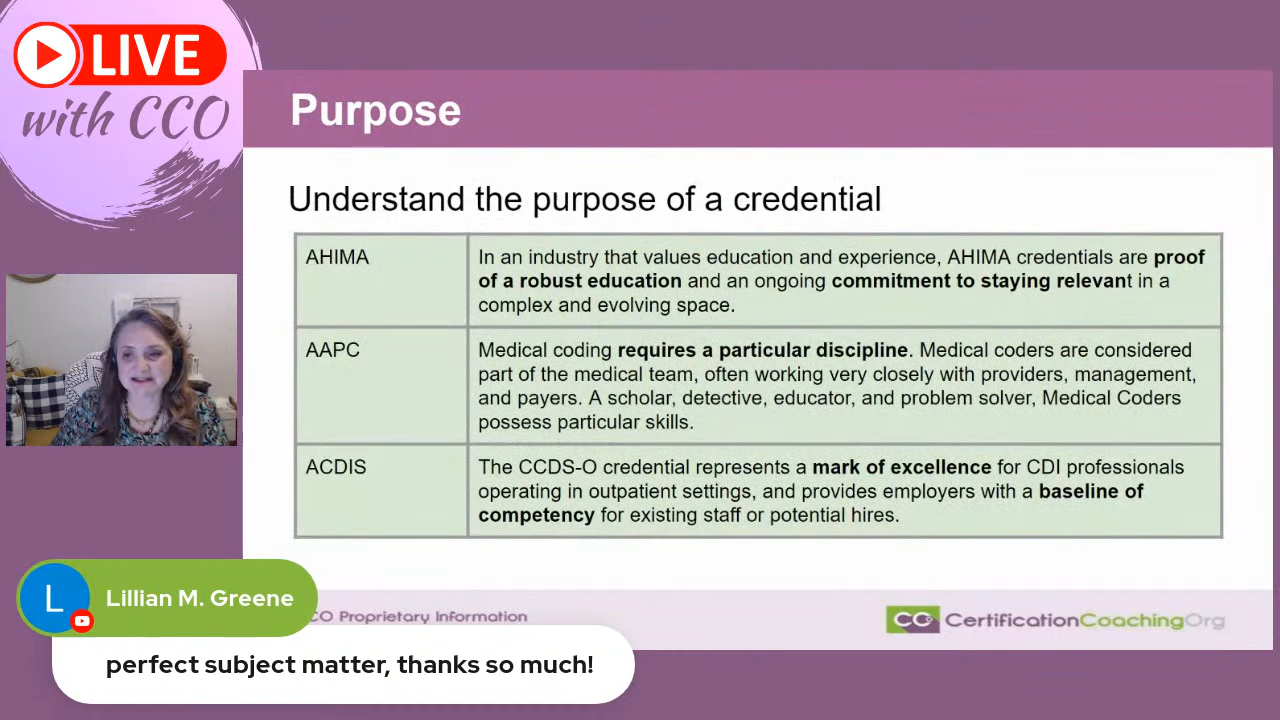 LIVE
with CCO
Purpose
Understand the purpose of a credential
AHIMA
In an industry that values education and experience, AHIMA credentials are proof
of a robust education and an ongoing commitment to staying relevant in a
complex and evolving space.
AAPC
Medical coding requires a particular discipline. Medical coders are considered
part of the medical team, often working very closely with providers, management,
and payers. A scholar, detective, educator, and problem solver, Medical Coders
possess particular skills.
ACDIS
The CCDS-O credential represents a mark of excellence for CDI professionals
operating in outpatient settings, and provides employers with a baseline of
competency for existing staff or potential hires.
L
Lillian M. Greene
perfect subject matter, thanks so much!
CO Proprietary Information
CO CertificationCoachingOrg